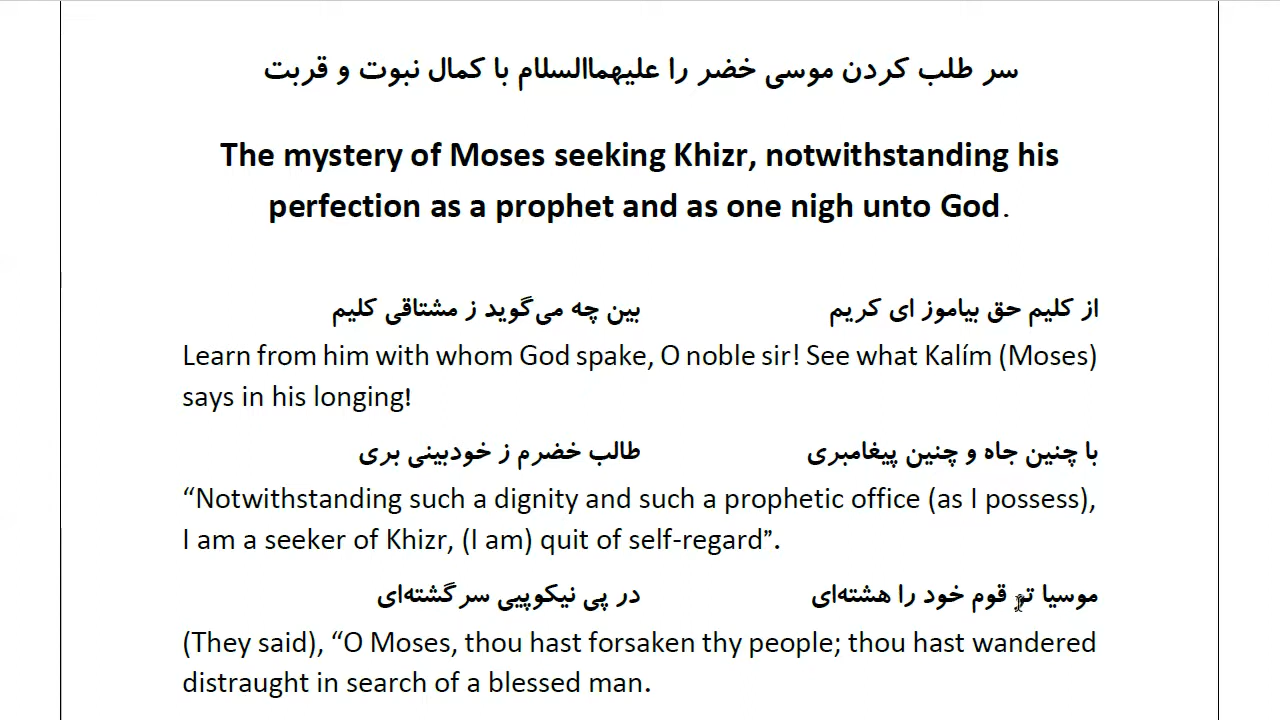 سر طلب کردن موسی خضر را علیهماالسلام با کمال نبوت و قربت
The mystery of Moses seeking Khizr, notwithstanding his
perfection as a prophet and as one nigh unto God.
از کلیم حق بیاموز ای کریم بین چه می‌گوید ز مشتاقی کلیم
Learn from him with whom God spake, O noble sir! See what Kalím (Moses)
says in his longing!
با چنین جاه و چنین پیغامبری طالب خضرم ز خودبینی بری
“Notwithstanding such a dignity and such a prophetic office (as I possess),
I am a seeker of Khizr, (I am) quit of self-regard”.
موسیا قوم خود را هشته‌ای در پی نیکوپیی سرگشته‌ای
(They said), “O Moses, thou hast forsaken thy people; thou hast wandered
distraught in search of a blessed man.